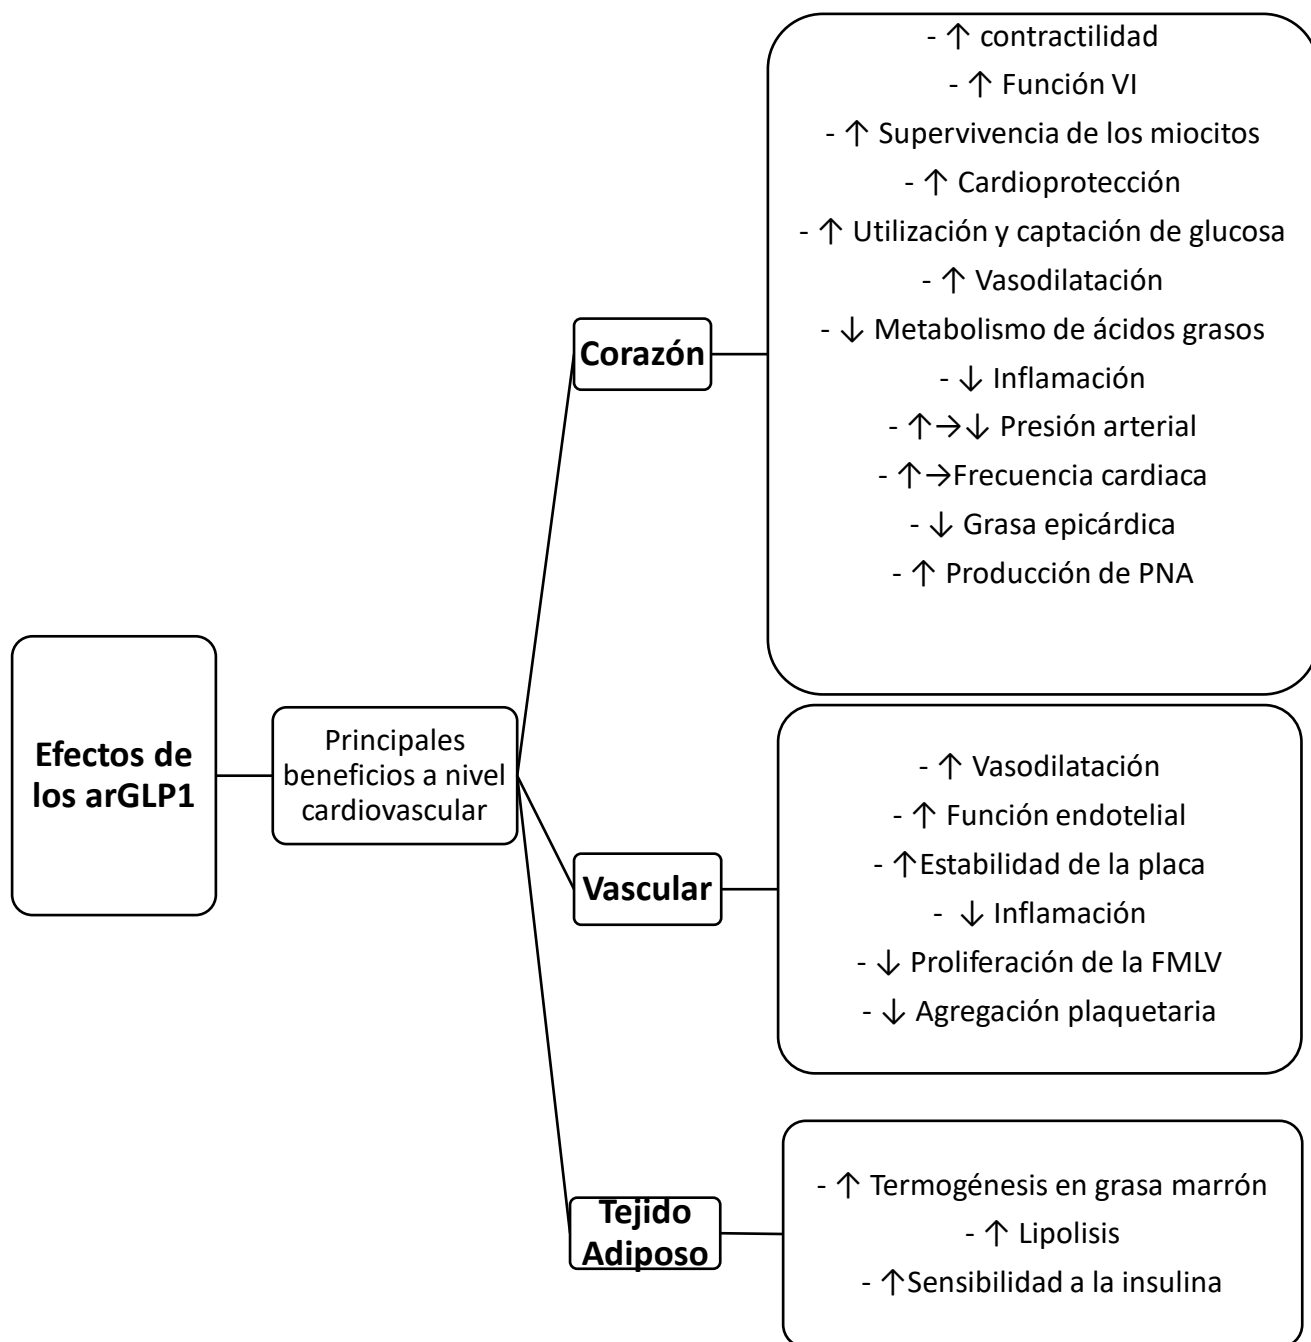 Efectos de
los arGLP1
Principales
beneficios a nivel
cardiovascular
Corazón
- ↑ contractilidad
- ↑ Función VI
- ↑ Supervivencia de los miocitos
- ↑ Cardioprotección
- ↑ Utilización y captación de glucosa
- ↑ Vasodilatación
- ↓ Metabolismo de ácidos grasos
- ↓ Inflamación
- ↑→↓ Presión arterial
- ↑→Frecuencia cardiaca
- ↓ Grasa epicárdica
- ↑ Producción de PNA
Vascular
- ↑ Vasodilatación
- ↑ Función endotelial
- ↑Estabilidad de la placa
- ↓ Inflamación
- ↓ Proliferación de la FMLV
- ↓ Agregación plaquetaria
Tejido
Adiposo
- ↑ Termogénesis en grasa marrón
- ↑ Lipolisis
- ↑Sensibilidad a la insulina